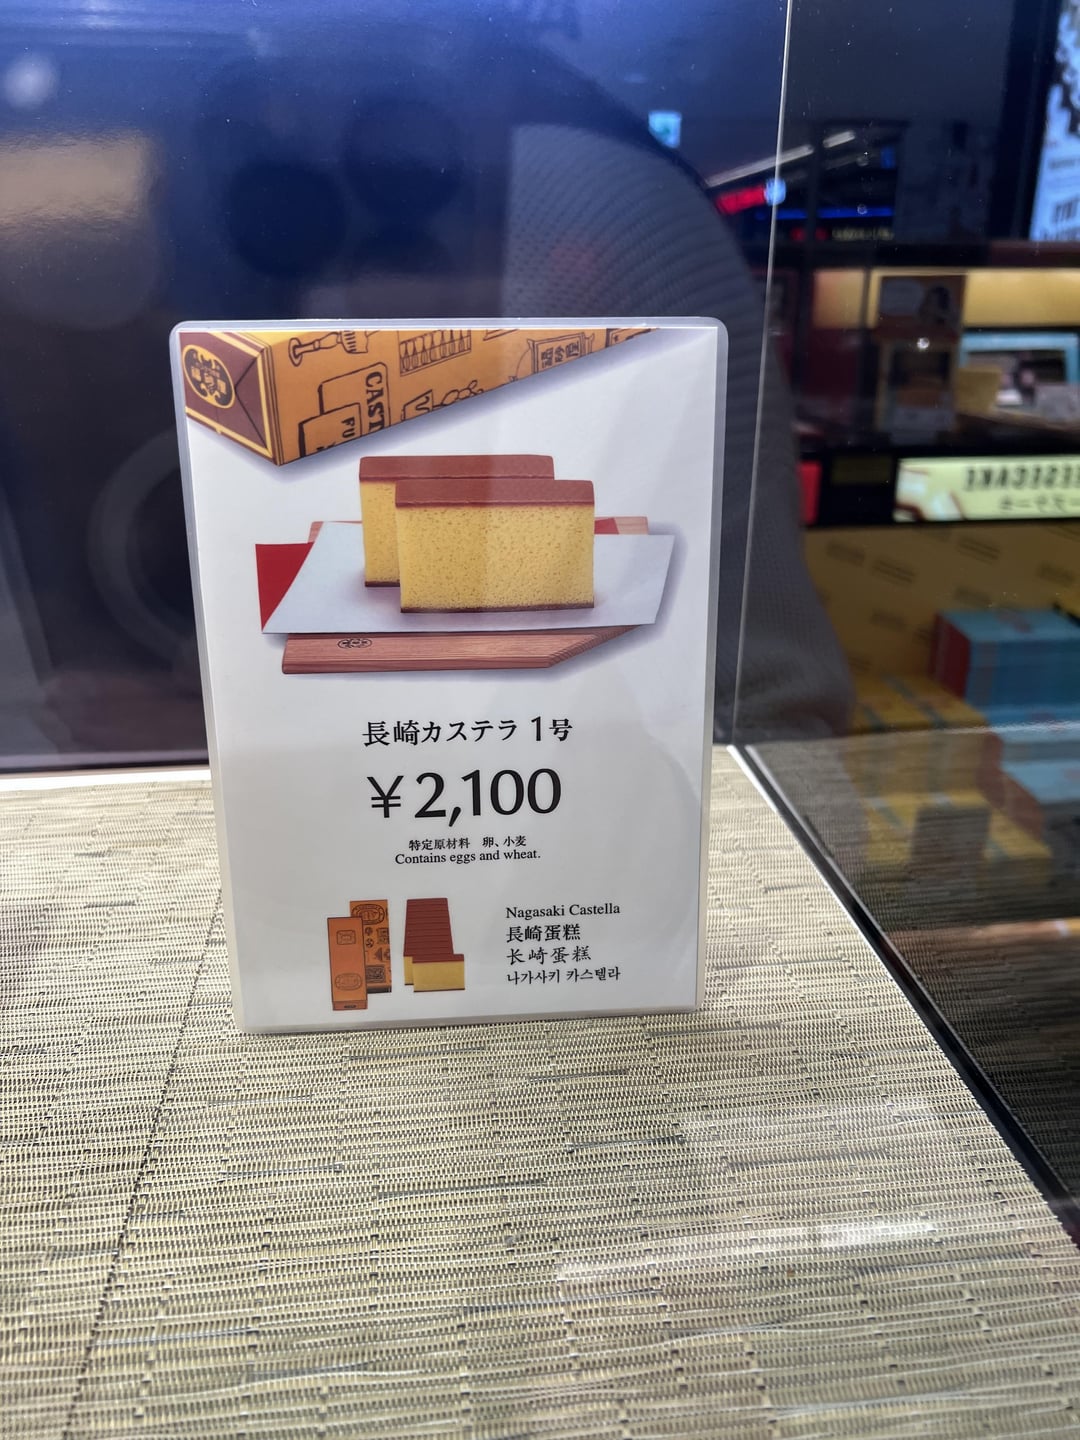 CAST
FU
長崎カステラ 1号
¥2,100
特定原材料 卵、小麦
Contains eggs and wheat.
Nagasaki Castella
長崎蛋糕
长崎蛋糕
나가사키 카스텔라